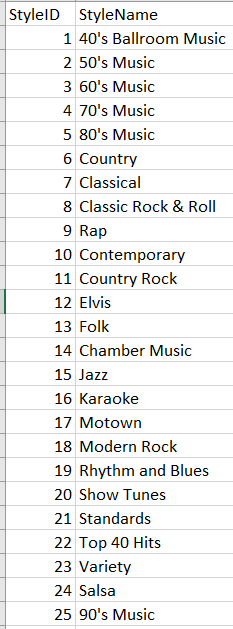 StyleID StyleName
1 40's Ballroom Music
2 50's Music
3 60's Music
4 70's Music
5 80's Music
6 Country
7 Classical
8 Classic Rock & Roll
9 Rap
10 Contemporary
11 Country Rock
12 Elvis
13 Folk
14 Chamber Music
15 Jazz
16 Karaoke
17 Motown
18 Modern Rock
19 Rhythm and Blues
20 Show Tunes
21 Standards
22 Top 40 Hits
23 Variety
24 Salsa
25 90's Music